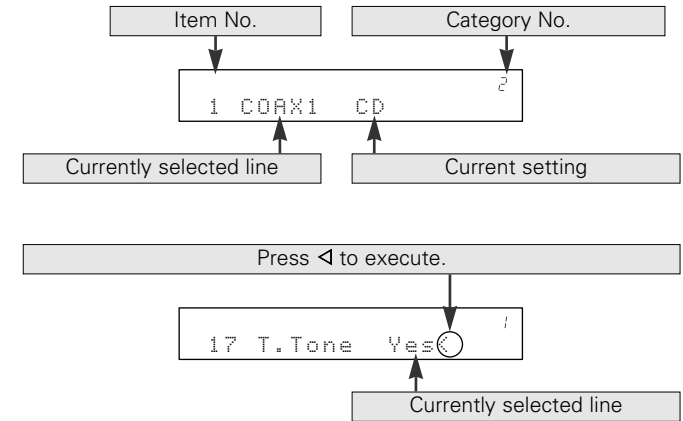 Item No. Category No.
2
1 COAX1 CD
Currently selected line Current setting
Press ◁ to execute.
1
17 T.Tone Yes<
Currently selected line